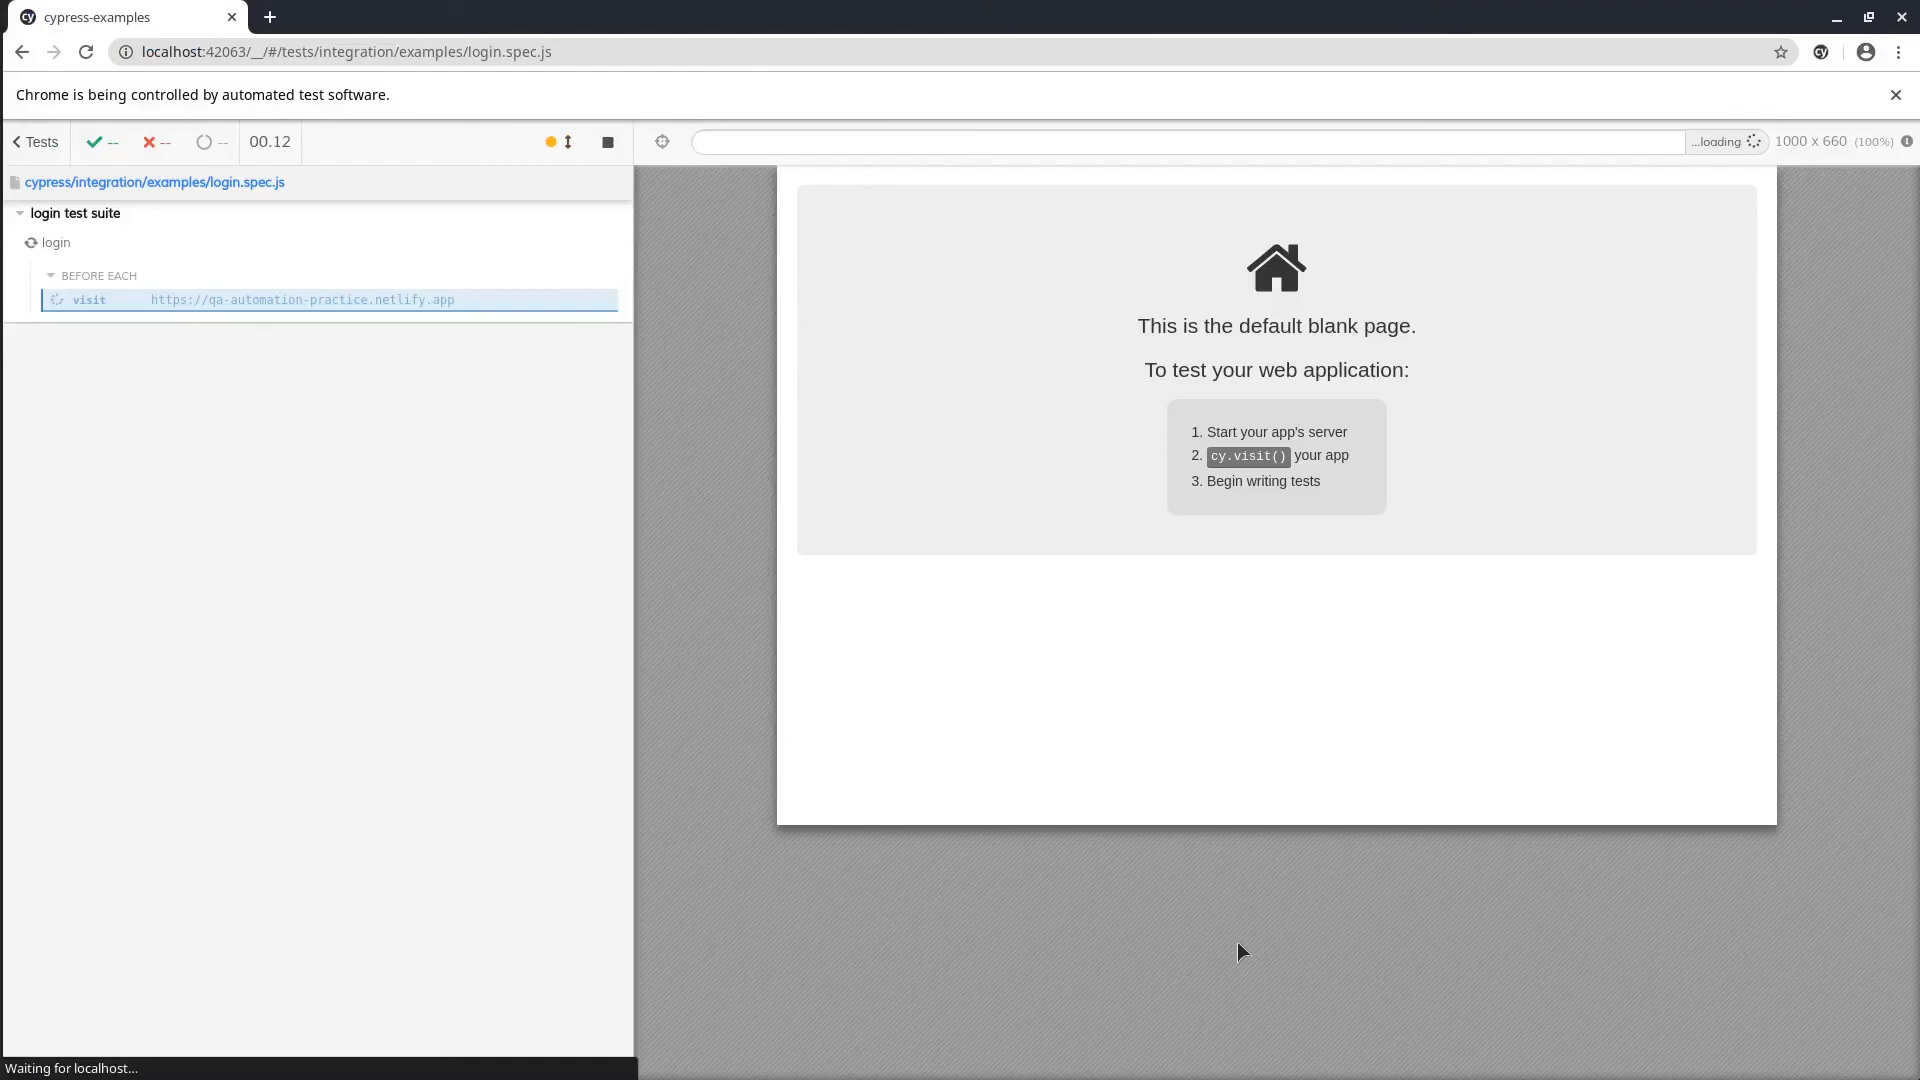 cypress-examples
localhost:42063/__/#/tests/integration/examples/login.spec.js
Chrome is being controlled by automated test software.
Tests -- -- -- 00.12 ...loading 1000 x 660 (100%)
cypress/integration/examples/login.spec.js
login test suite
login
BEFORE EACH
visit https://qa-automation-practice.netlify.app
This is the default blank page.
To test your web application:
1. Start your app's server
2. cy.visit() your app
3. Begin writing tests
Waiting for localhost...